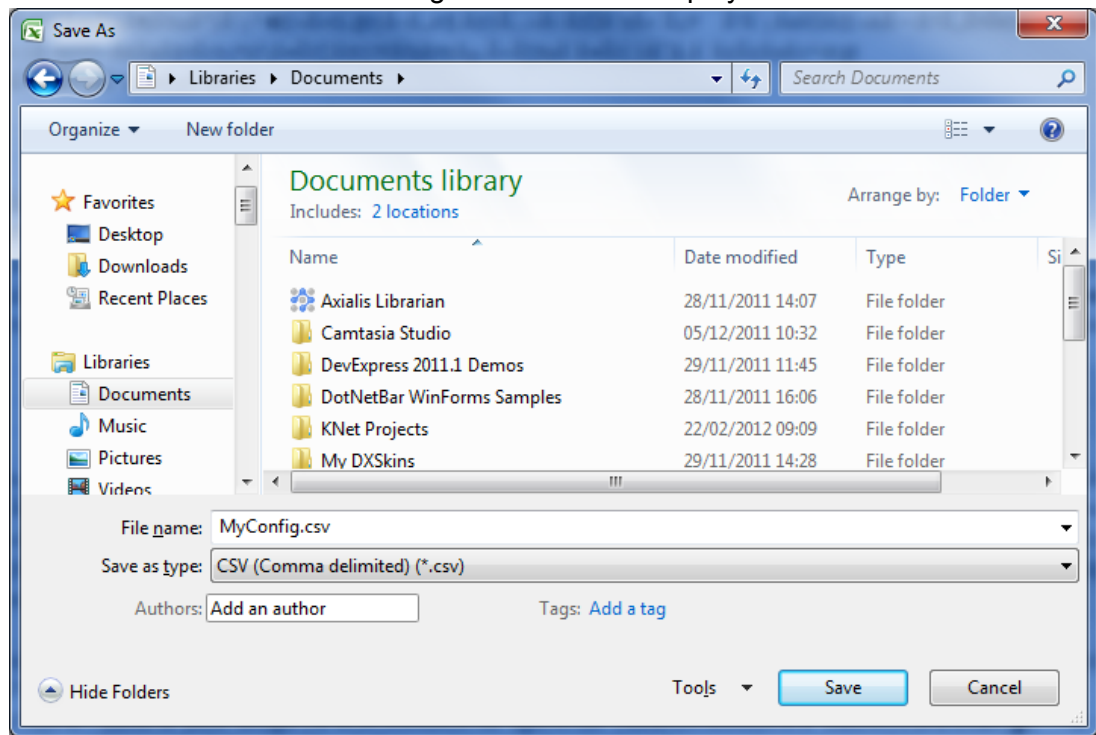 Save As
Libraries Documents
Search Documents
Organize New folder
Favorites
Desktop
Downloads
Recent Places
Libraries
Documents
Music
Pictures
Videos
Documents library
Includes: 2 locations
Arrange by: Folder
Name Date modified Type Si
Axialis Librarian 28/11/2011 14:07 File folder
Camtasia Studio 05/12/2011 10:32 File folder
DevExpress 2011.1 Demos 29/11/2011 11:45 File folder
DotNetBar WinForms Samples 28/11/2011 16:06 File folder
KNet Projects 22/02/2012 09:09 File folder
My DXSkins 29/11/2011 14:28 File folder
File name: MyConfig.csv
Save as type: CSV (Comma delimited) (*.csv)
Authors: Add an author Tags: Add a tag
Hide Folders Tools Save Cancel